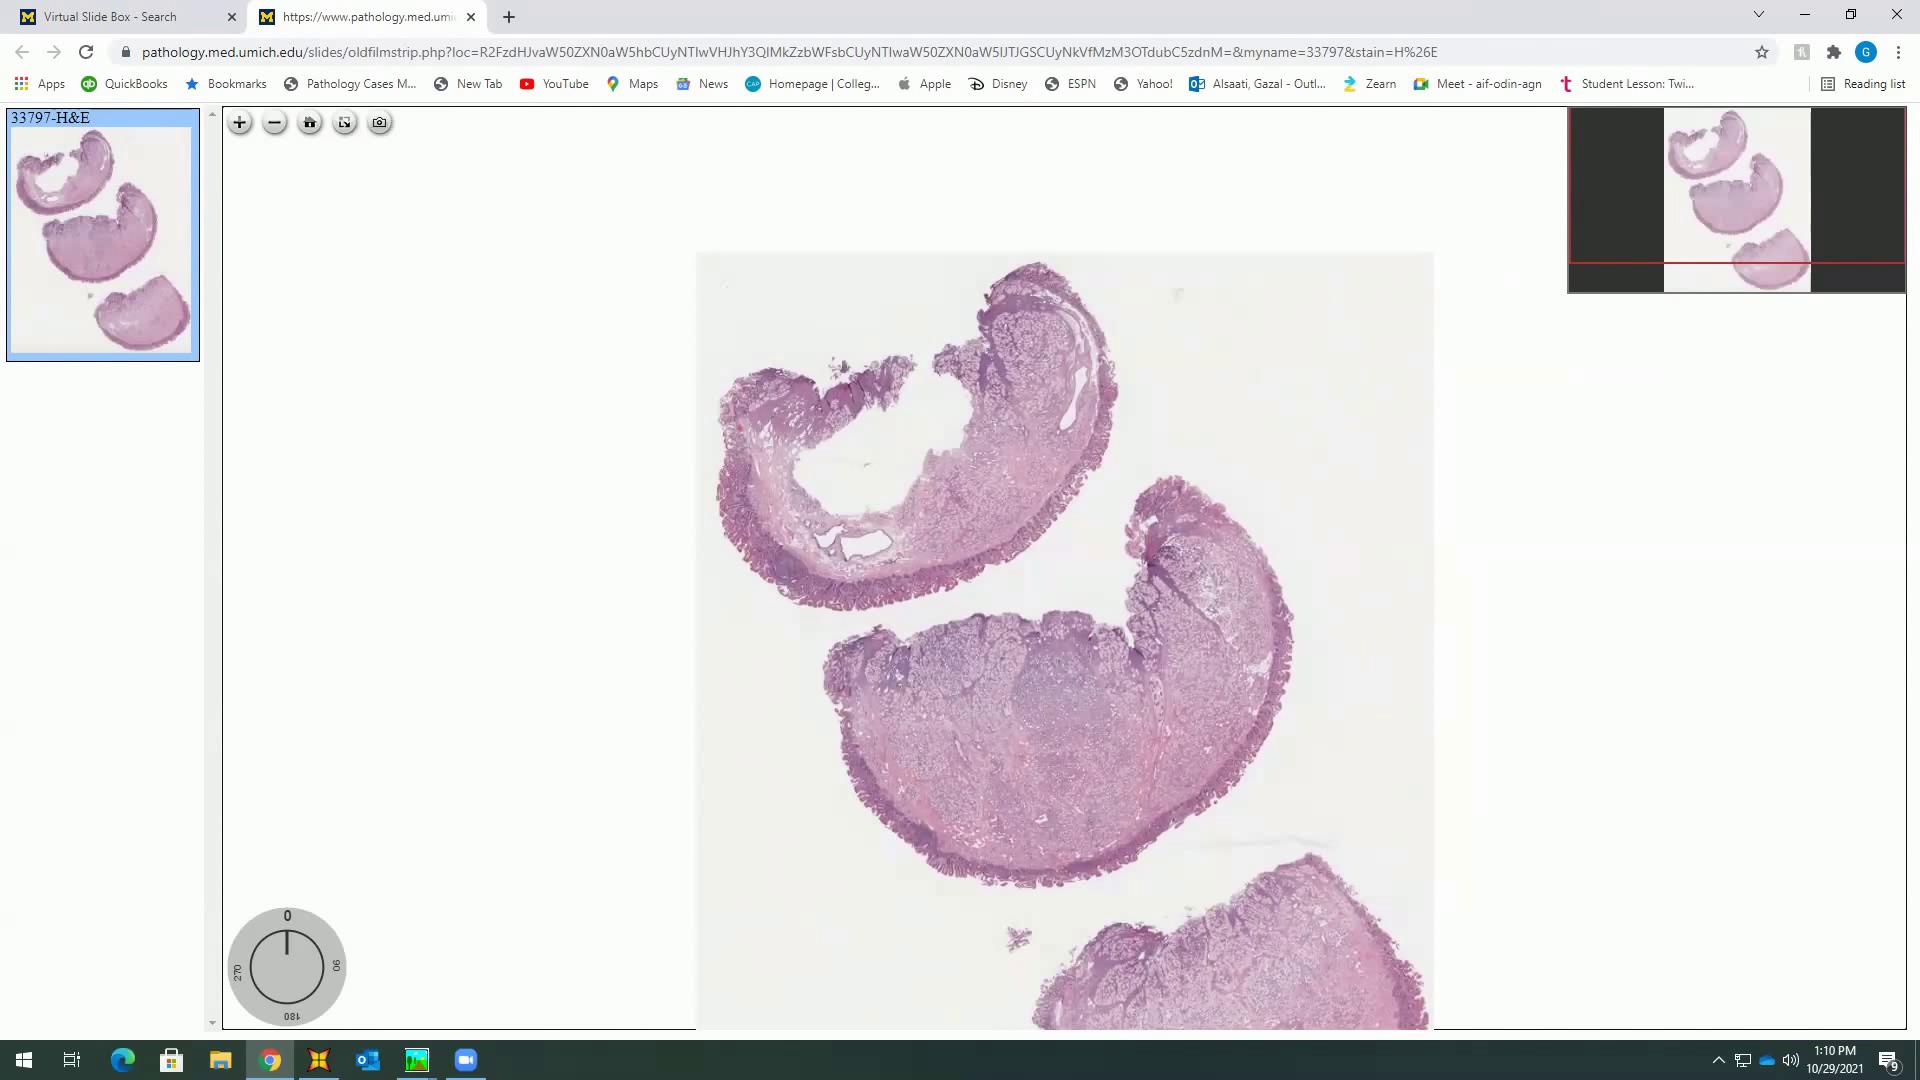 Virtual Slide Box - Search
https://www.pathology.med.umi
pathology.med.umich.edu/slides/oldfilmstrip.php?loc=R2FzdHJvaW50ZXN0aW5hbCUyNTIwVHJhY3QlMkZzbWFsbCUyNTIwaW50ZXN0aW5lJTJGSCUyNkVfMzM3OTdubC5zdnM=&myname=33797&stain=H%26E
G
Apps
QuickBooks
Bookmarks
Pathology Cases M...
New Tab
YouTube
Maps
News
Homepage | Colleg...
Apple
Disney
ESPN
Yahoo!
Alsaati, Gazal - Outl...
Meet - aif-odin-agn
Zearn
Student Lesson: Twi...
Reading list
33797-H&E
0
90
180
270
1:10 PM
10/29/2021
9